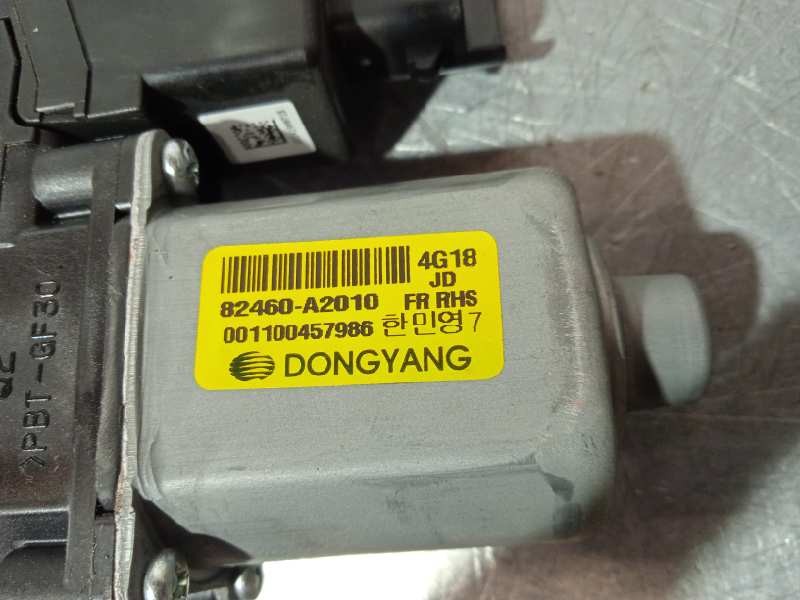 4G18
JD
82460-A2010 FR RHS
001100457986 한민영7
DONGYANG
>PBT-GF30